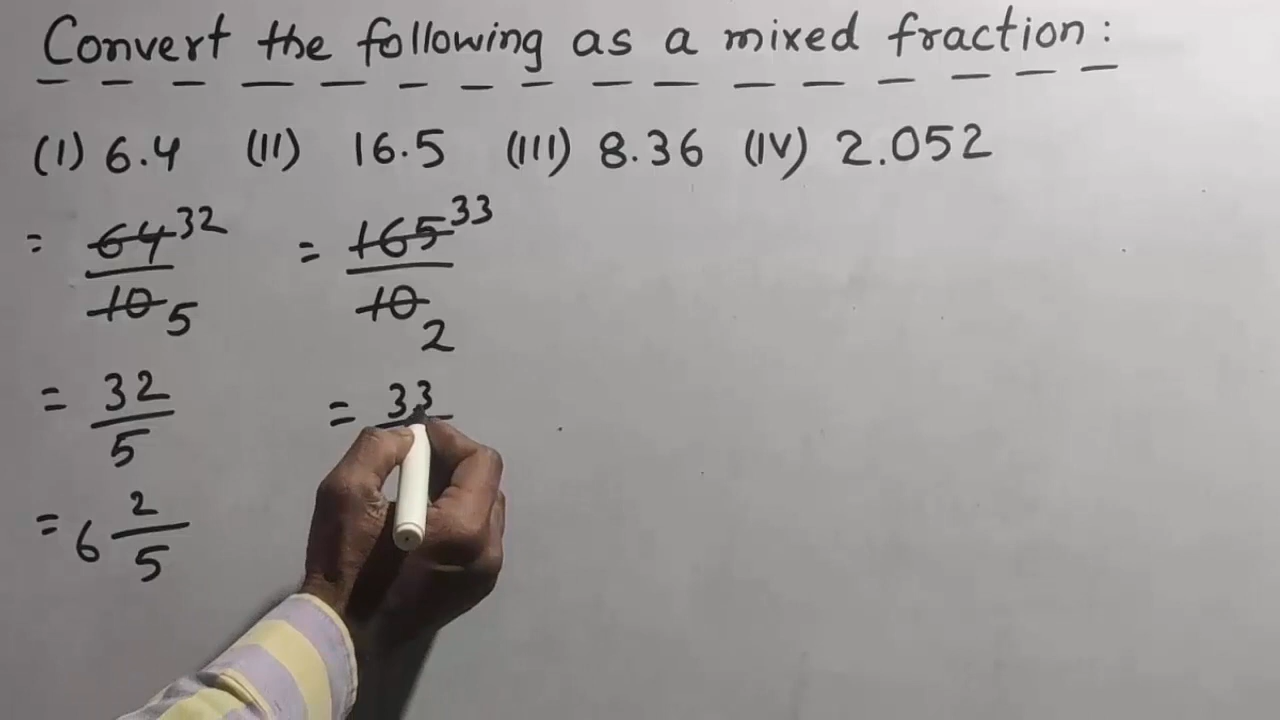 Convert the following as a mixed fraction :
(I) 6.4 (II) 16.5 (III) 8.36 (IV) 2.052
= 64 32 = 165 33
10 5 10 2
= 32 = 33
5
= 6 2
5